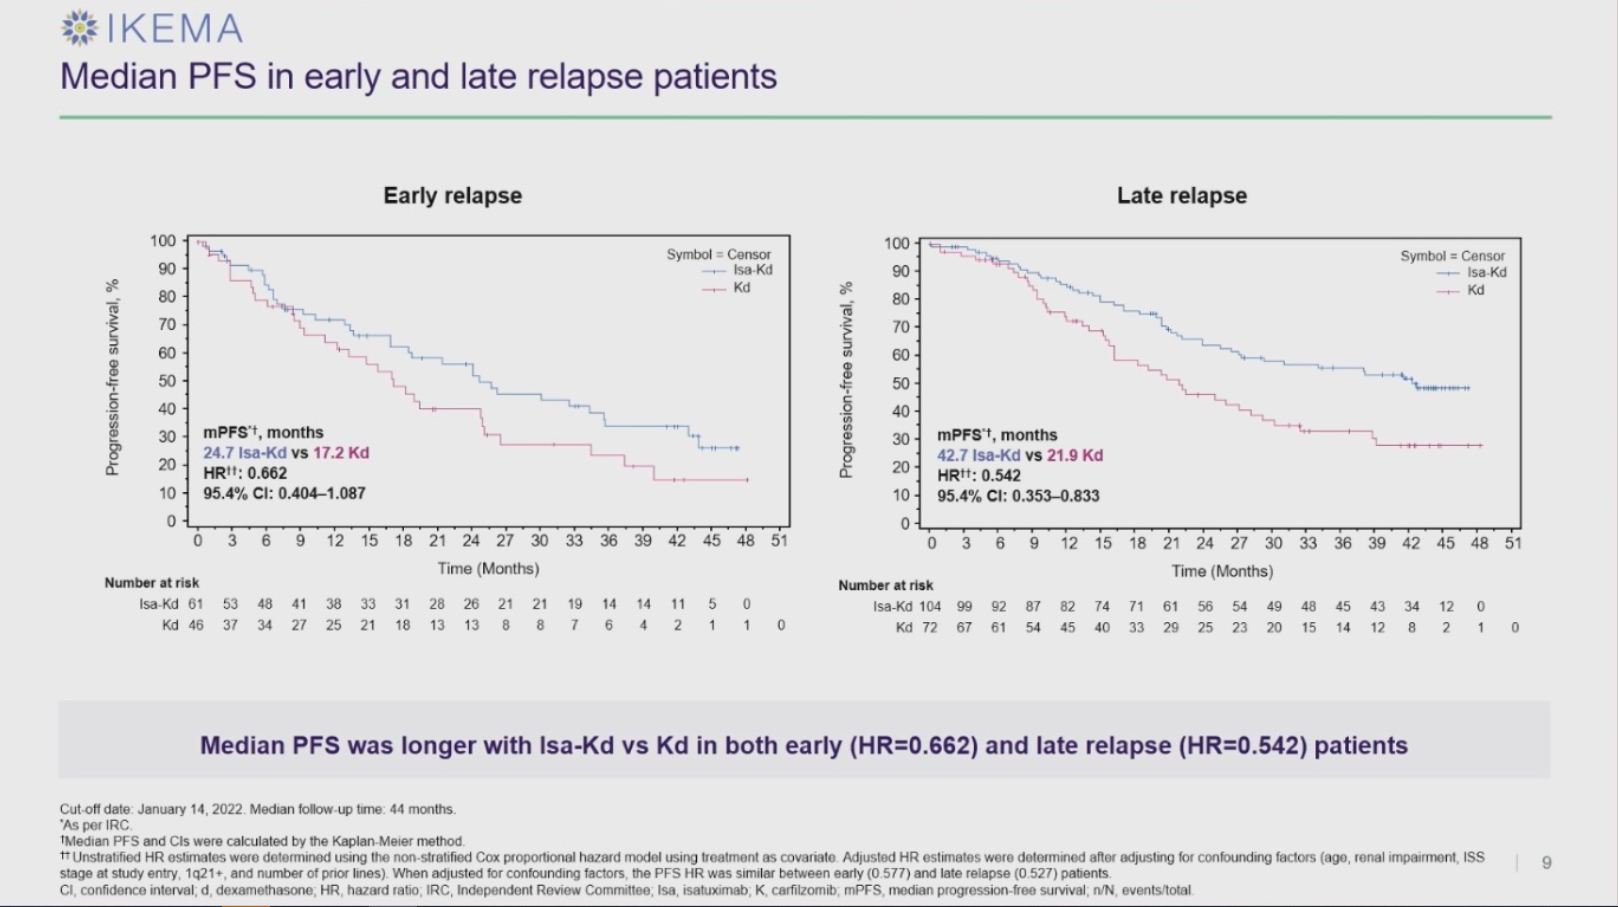 IKEMA
Median PFS in early and late relapse patients
Early relapse
Progression-free survival, %
100
90
80
70
60
50
40
30
20
10
0
Symbol = Censor
Isa-Kd
Kd
mPFS*†, months
24.7 Isa-Kd vs 17.2 Kd
HR††: 0.662
95.4% CI: 0.404–1.087
0 3 6 9 12 15 18 21 24 27 30 33 36 39 42 45 48 51
Time (Months)
Number at risk
Isa-Kd 61 53 48 41 38 33 31 28 26 21 21 19 14 14 11 5 0
Kd 46 37 34 27 25 21 18 13 13 8 8 7 6 4 2 1 1 0
Late relapse
Progression-free survival, %
100
90
80
70
60
50
40
30
20
10
0
Symbol = Censor
Isa-Kd
Kd
mPFS*†, months
42.7 Isa-Kd vs 21.9 Kd
HR††: 0.542
95.4% CI: 0.353–0.833
0 3 6 9 12 15 18 21 24 27 30 33 36 39 42 45 48 51
Time (Months)
Number at risk
Isa-Kd 104 99 92 87 82 74 71 61 56 54 49 48 45 43 34 12 0
Kd 72 67 61 54 45 40 33 29 25 23 20 15 14 12 8 2 1 0
Median PFS was longer with Isa-Kd vs Kd in both early (HR=0.662) and late relapse (HR=0.542) patients
Cut-off date: January 14, 2022. Median follow-up time: 44 months.
*As per IRC.
†Median PFS and CIs were calculated by the Kaplan-Meier method.
††Unstratified HR estimates were determined using the non-stratified Cox proportional hazard model using treatment as covariate. Adjusted HR estimates were determined after adjusting for confounding factors (age, renal impairment, ISS
stage at study entry, 1q21+, and number of prior lines). When adjusted for confounding factors, the PFS HR was similar between early (0.577) and late relapse (0.527) patients.
CI, confidence interval; d, dexamethasone; HR, hazard ratio; IRC, Independent Review Committee; Isa, isatuximab; K, carfilzomib; mPFS, median progression-free survival; n/N, events/total.
9